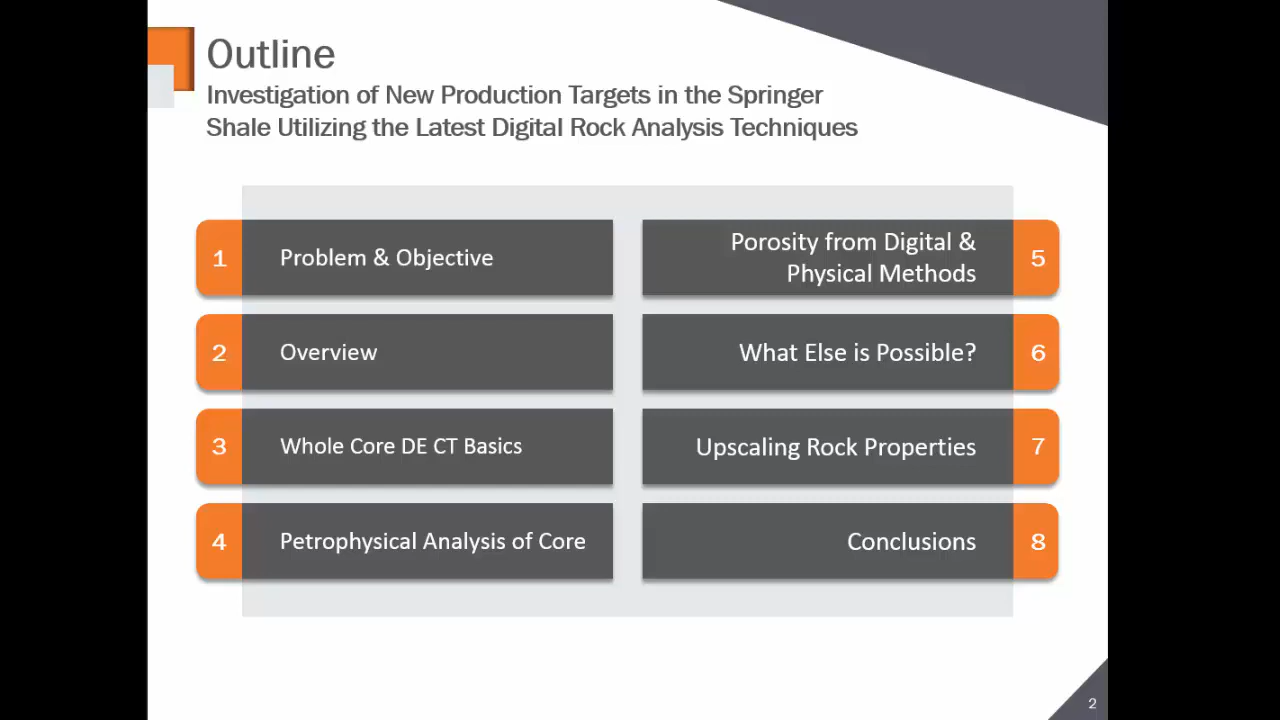 Outline
Investigation of New Production Targets in the Springer
Shale Utilizing the Latest Digital Rock Analysis Techniques
1 Problem & Objective
2 Overview
3 Whole Core DE CT Basics
4 Petrophysical Analysis of Core
Porosity from Digital &
Physical Methods 5
What Else is Possible? 6
Upscaling Rock Properties 7
Conclusions 8
2